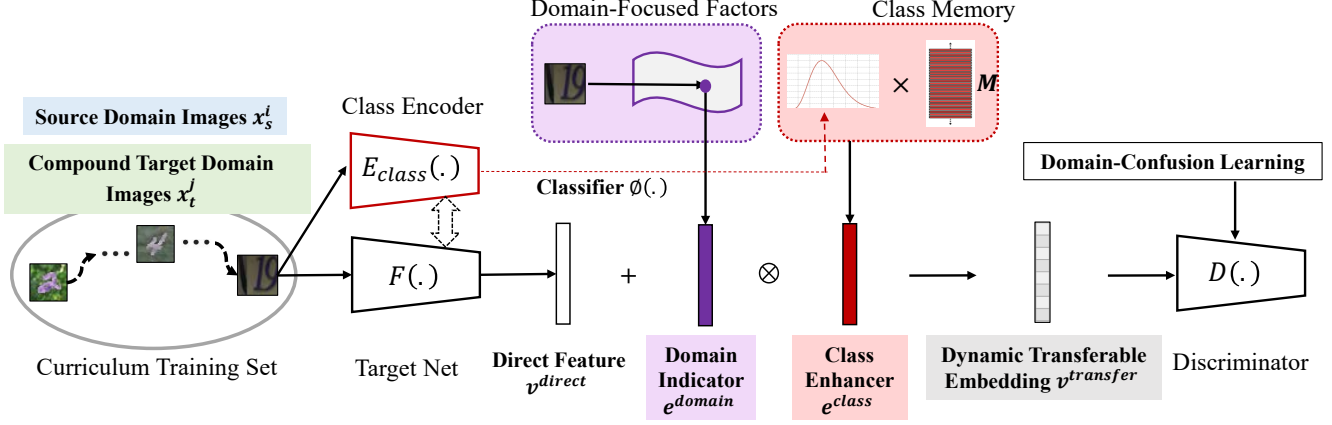 Domain-Focused Factors
Class Memory
19
×
M
Source Domain Images x_s^i
Class Encoder
Compound Target Domain
Images x_t^j
E_class(.)
Classifier ∅(.)
Domain-Confusion Learning
19
F(.)
+
⊗
D(.)
Curriculum Training Set
Target Net
Direct Feature
v^direct
Domain
Indicator
e^domain
Class
Enhancer
e^class
Dynamic Transferable
Embedding v^transfer
Discriminator